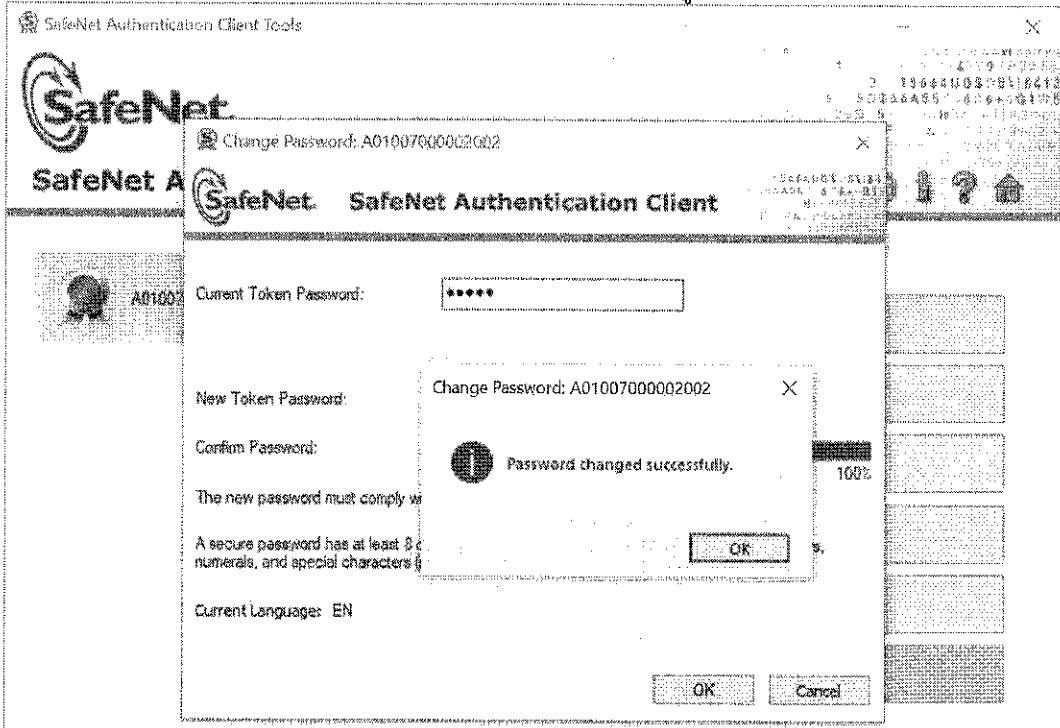 SafeNet Authentication Client Tools
SafeNet
SafeNet A
Change Password: A01007000002002
SafeNet. SafeNet Authentication Client
Current Token Password:
*****
New Token Password:
Confirm Password:
100%
The new password must comply wi
A secure password has at least 8 c
numerals, and special characters
Current Language: EN
OK Cancel
Change Password: A01007000002002
Password changed successfully.
OK